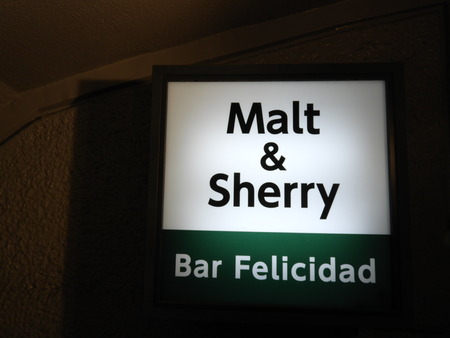 Malt
&
Sherry
Bar Felicidad